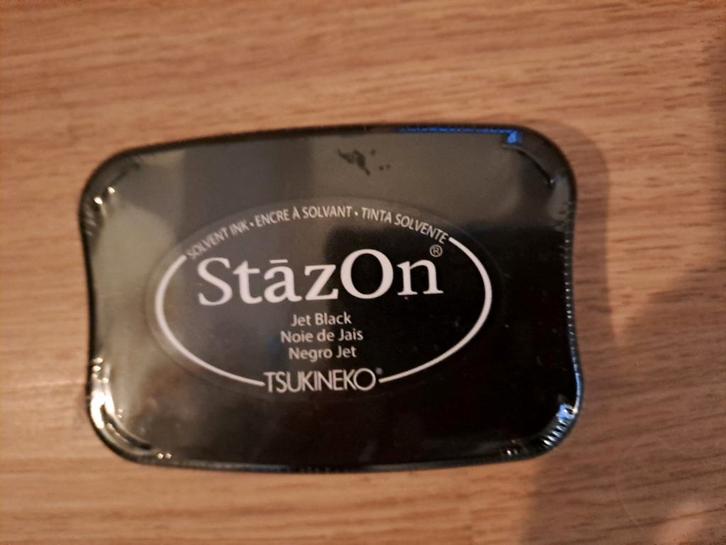 SOLVENT INK • ENCRE À SOLVANT • TINTA SOLVENTE
StāzOn®
Jet Black
Noie de Jais
Negro Jet
TSUKINEKO®